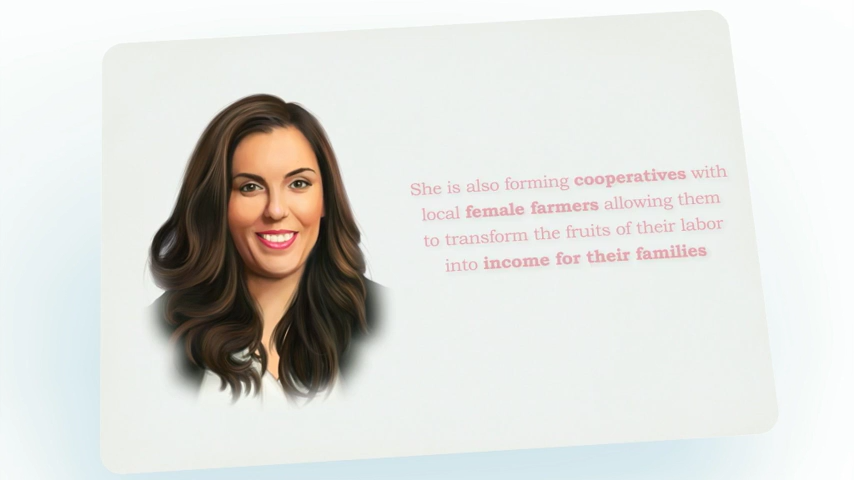 She is also forming cooperatives with
local female farmers allowing them
to transform the fruits of their labor
into income for their families